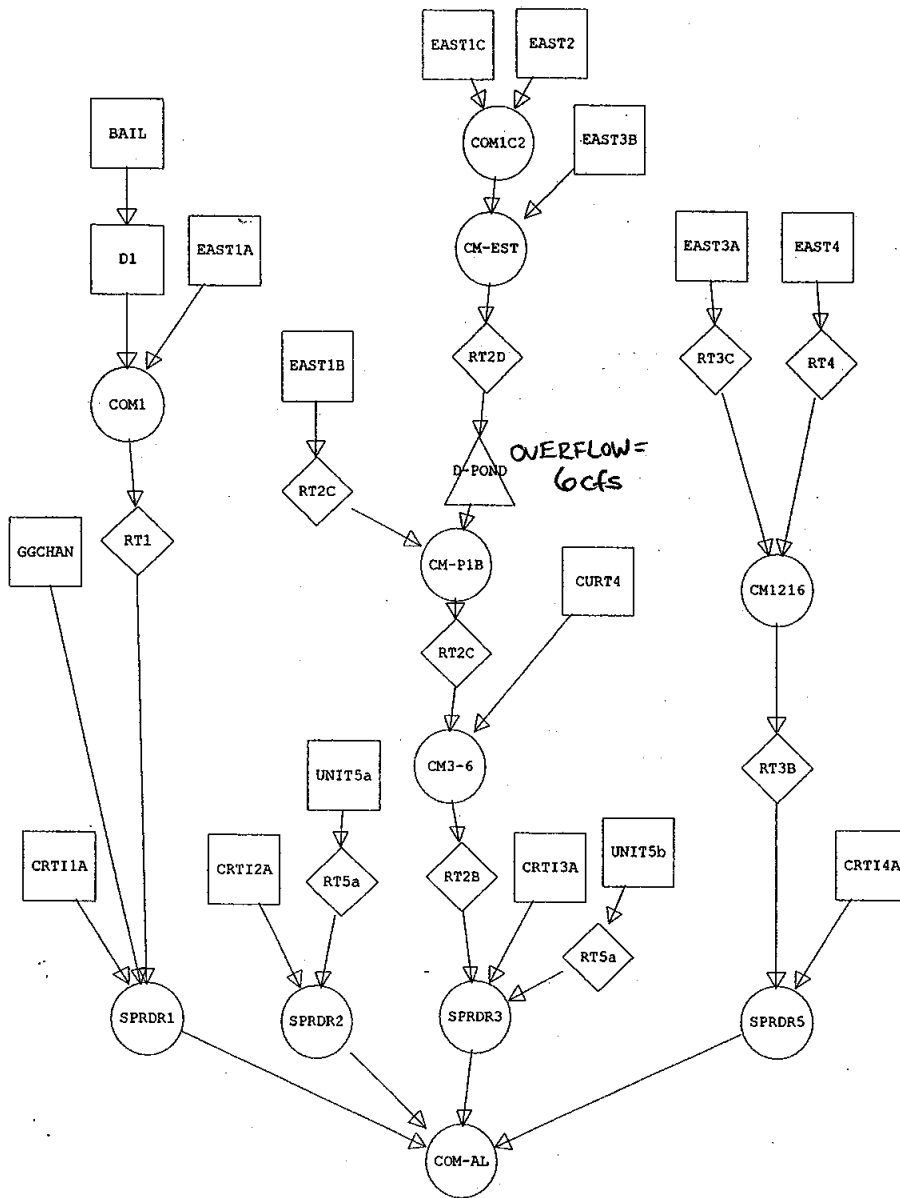 EAST1C
EAST2
BAIL
COM1C2
EAST3B
D1
EAST1A
CM-EST
EAST3A
EAST4
EAST1B
RT2D
RT3C
RT4
COM1
OVERFLOW =
6 cfs
D-POND
RT2C
RT1
GGCHAN
CM-P1B
CURT4
CM1216
RT2C
UNIT5a
CM3-6
RT3B
CRTI1A
CRTI2A
RT5a
RT2B
CRTI3A
UNIT5b
CRTI4A
RT5a
SPRDR1
SPRDR2
SPRDR3
SPRDR5
COM-AL